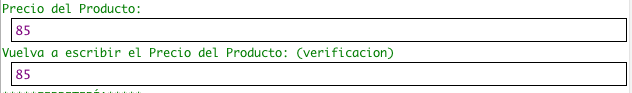 Precio del Producto:
85
Vuelva a escribir el Precio del Producto: (verificacion)
85